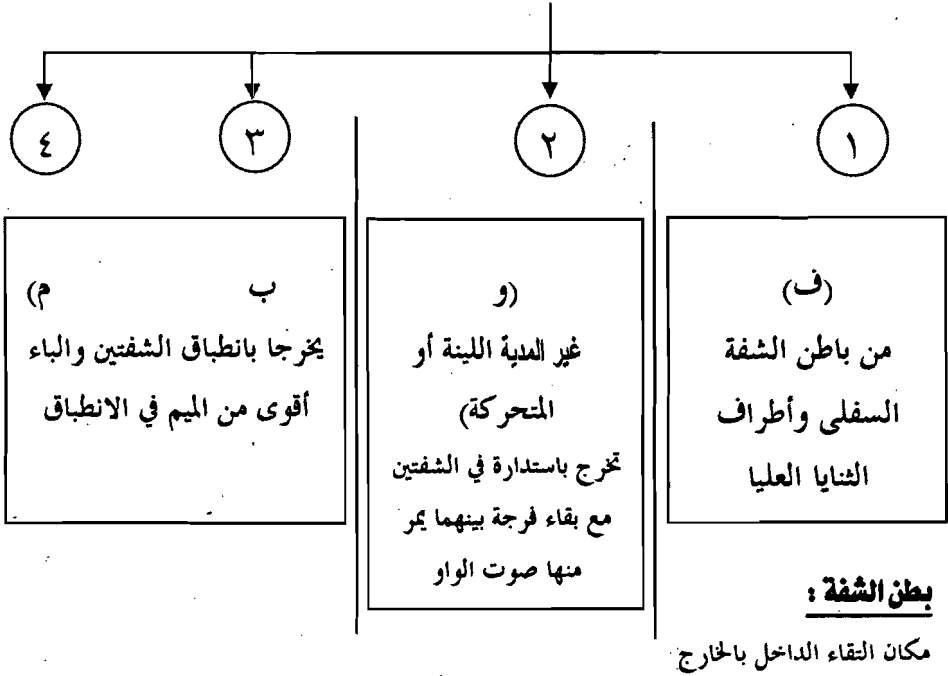 ١
٢
٣
٤
(ف)
من باطن الشفة
السفلى وأطراف
الثنايا العليا
(و
غير المدية اللينة أو
المتحركة)
تخرج باستدارة في الشفتين
مع بقاء فرجة بينهما يمر
منها صوت الواو
ب م)
يخرجا بانطباق الشفتين والباء
أقوى من الميم في الانطباق
بطن الشفة :
مكان التقاء الداخل بالخارج